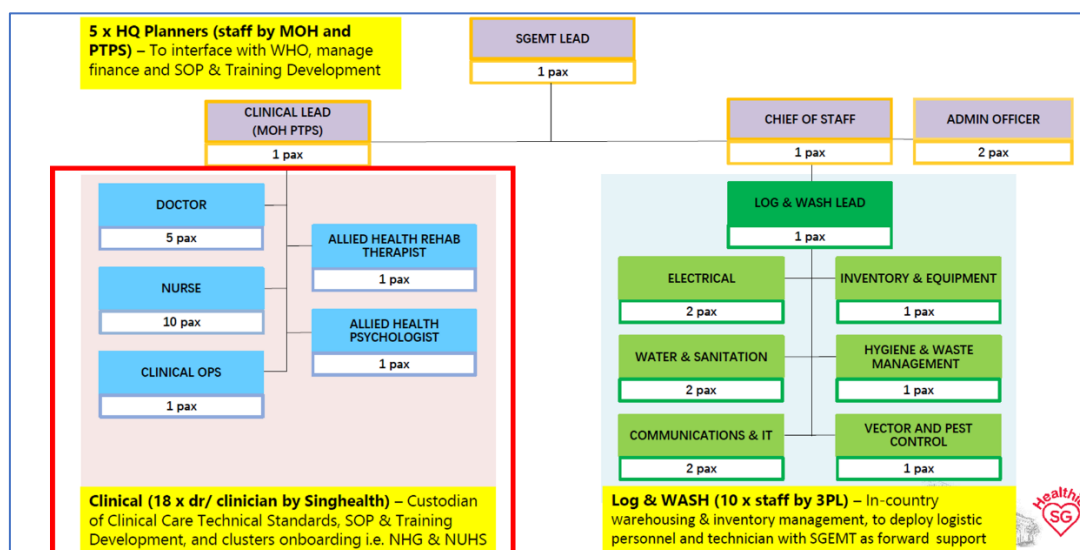 5 x HQ Planners (staff by MOH and
PTPS) – To interface with WHO, manage
finance and SOP & Training Development
SGEMT LEAD
1 pax
CLINICAL LEAD
(MOH PTPS)
1 pax
CHIEF OF STAFF
1 pax
ADMIN OFFICER
2 pax
DOCTOR
5 pax
ALLIED HEALTH REHAB
THERAPIST
1 pax
NURSE
10 pax
ALLIED HEALTH
PSYCHOLOGIST
1 pax
CLINICAL OPS
1 pax
Clinical (18 x dr/ clinician by Singhealth) – Custodian
of Clinical Care Technical Standards, SOP & Training
Development, and clusters onboarding i.e. NHG & NUHS
LOG & WASH LEAD
1 pax
ELECTRICAL
2 pax
INVENTORY & EQUIPMENT
1 pax
WATER & SANITATION
2 pax
HYGIENE & WASTE
MANAGEMENT
1 pax
COMMUNICATIONS & IT
2 pax
VECTOR AND PEST
CONTROL
1 pax
Log & WASH (10 x staff by 3PL) – In-country
warehousing & inventory management, to deploy logistic
personnel and technician with SGEMT as forward support
Healthier
SG